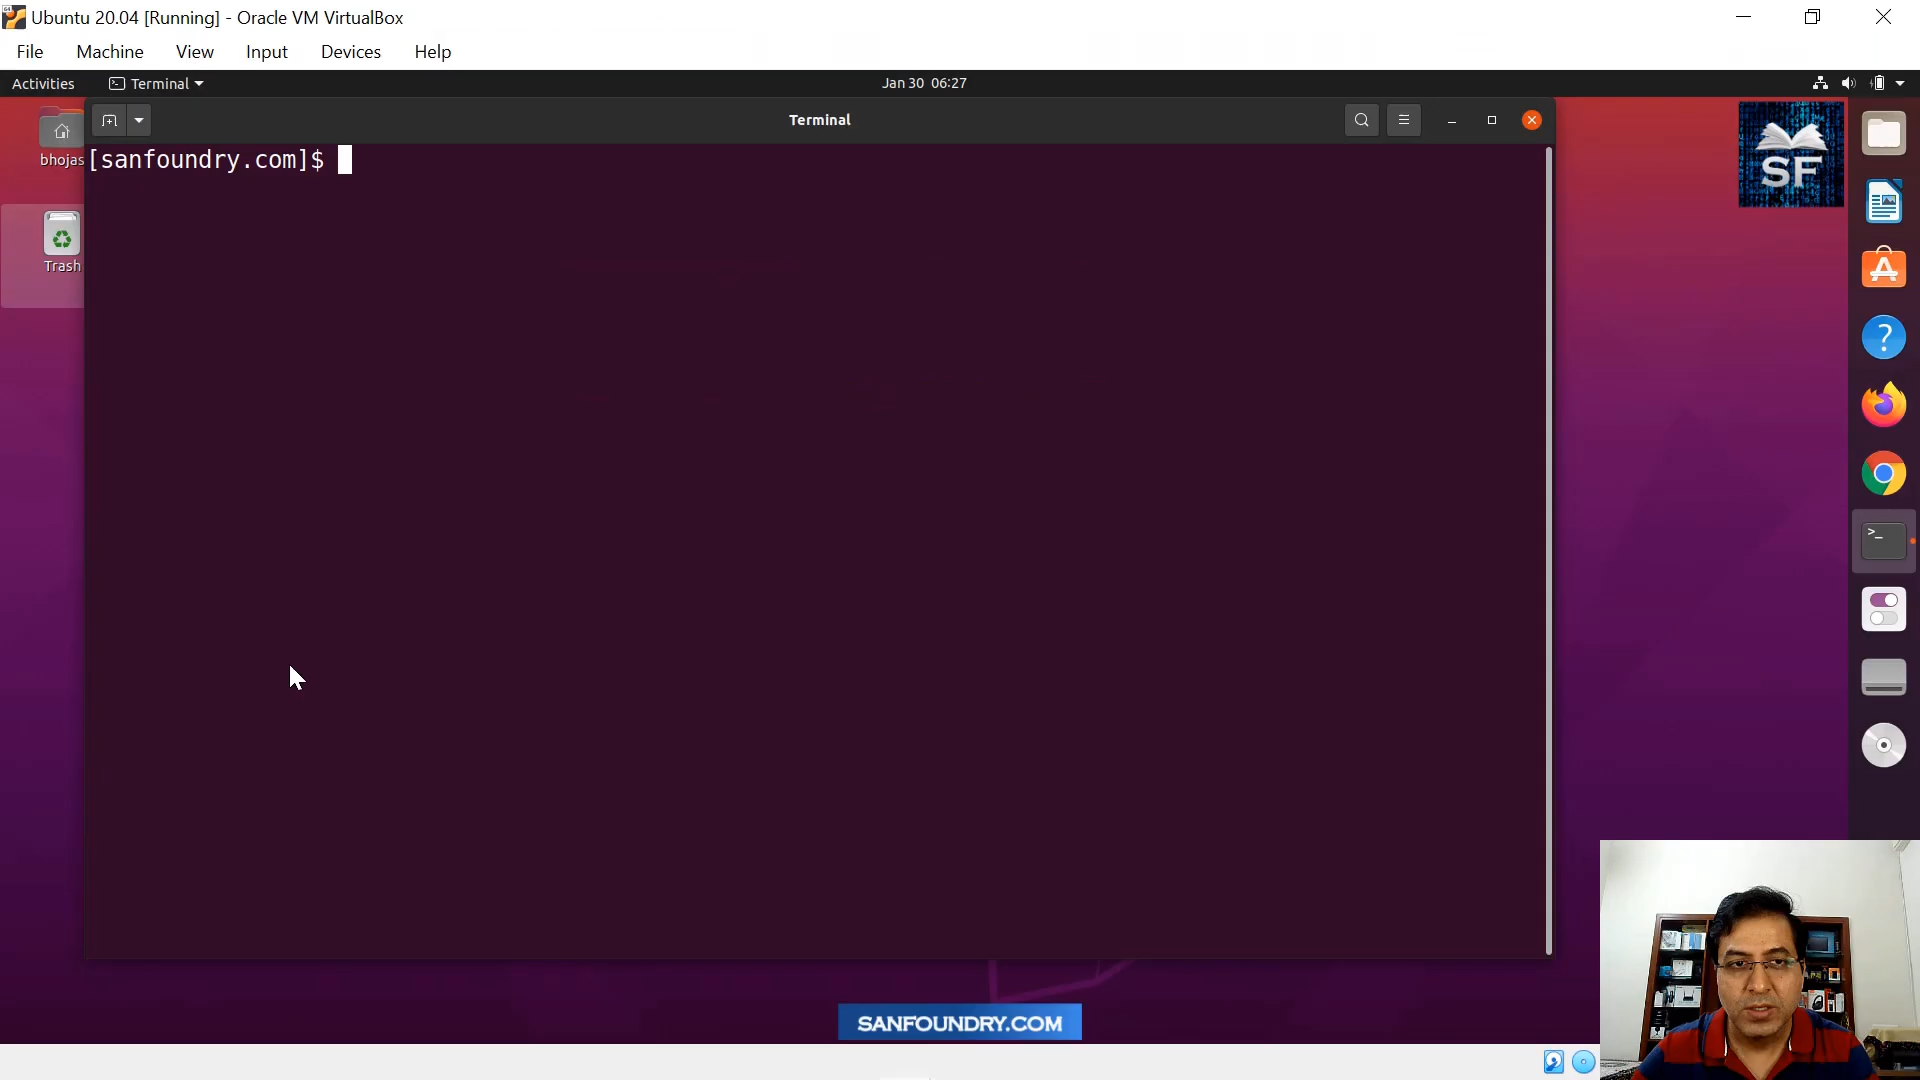 Ubuntu 20.04 [Running] - Oracle VM VirtualBox
File Machine View Input Devices Help
Activities Terminal Jan 30 06:27
Terminal
bhojas
[sanfoundry.com]$
SF
Trash
SANFOUNDRY.COM